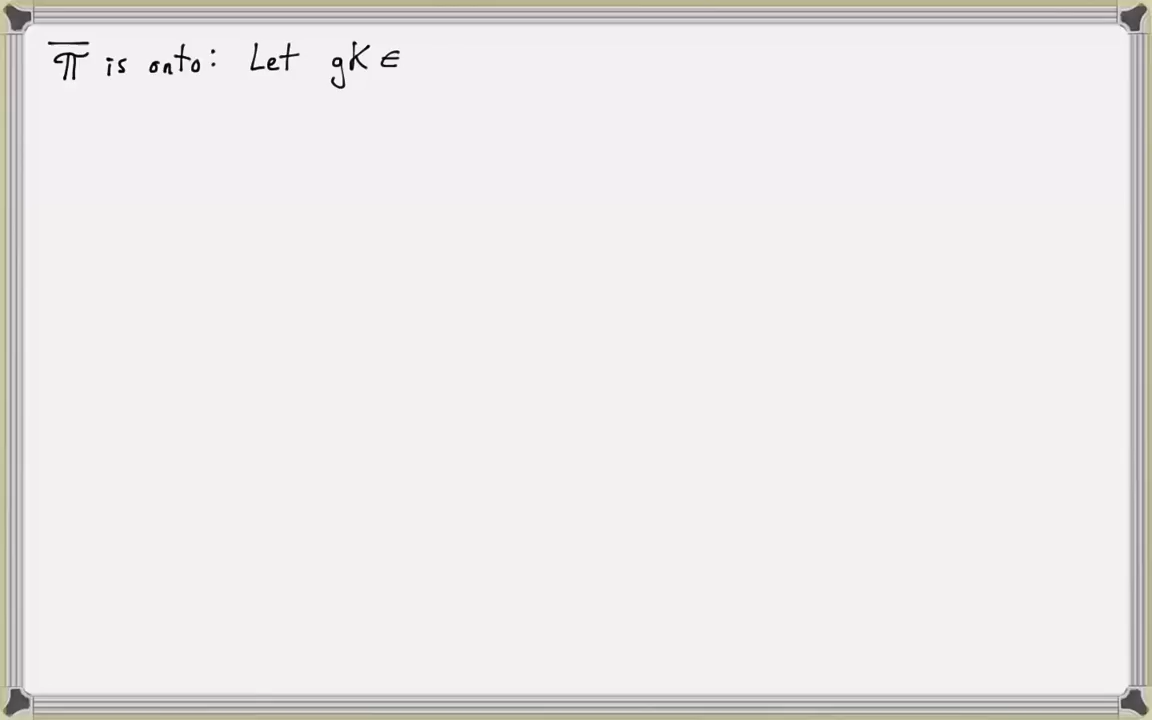 π̅ is onto: Let gK ∈